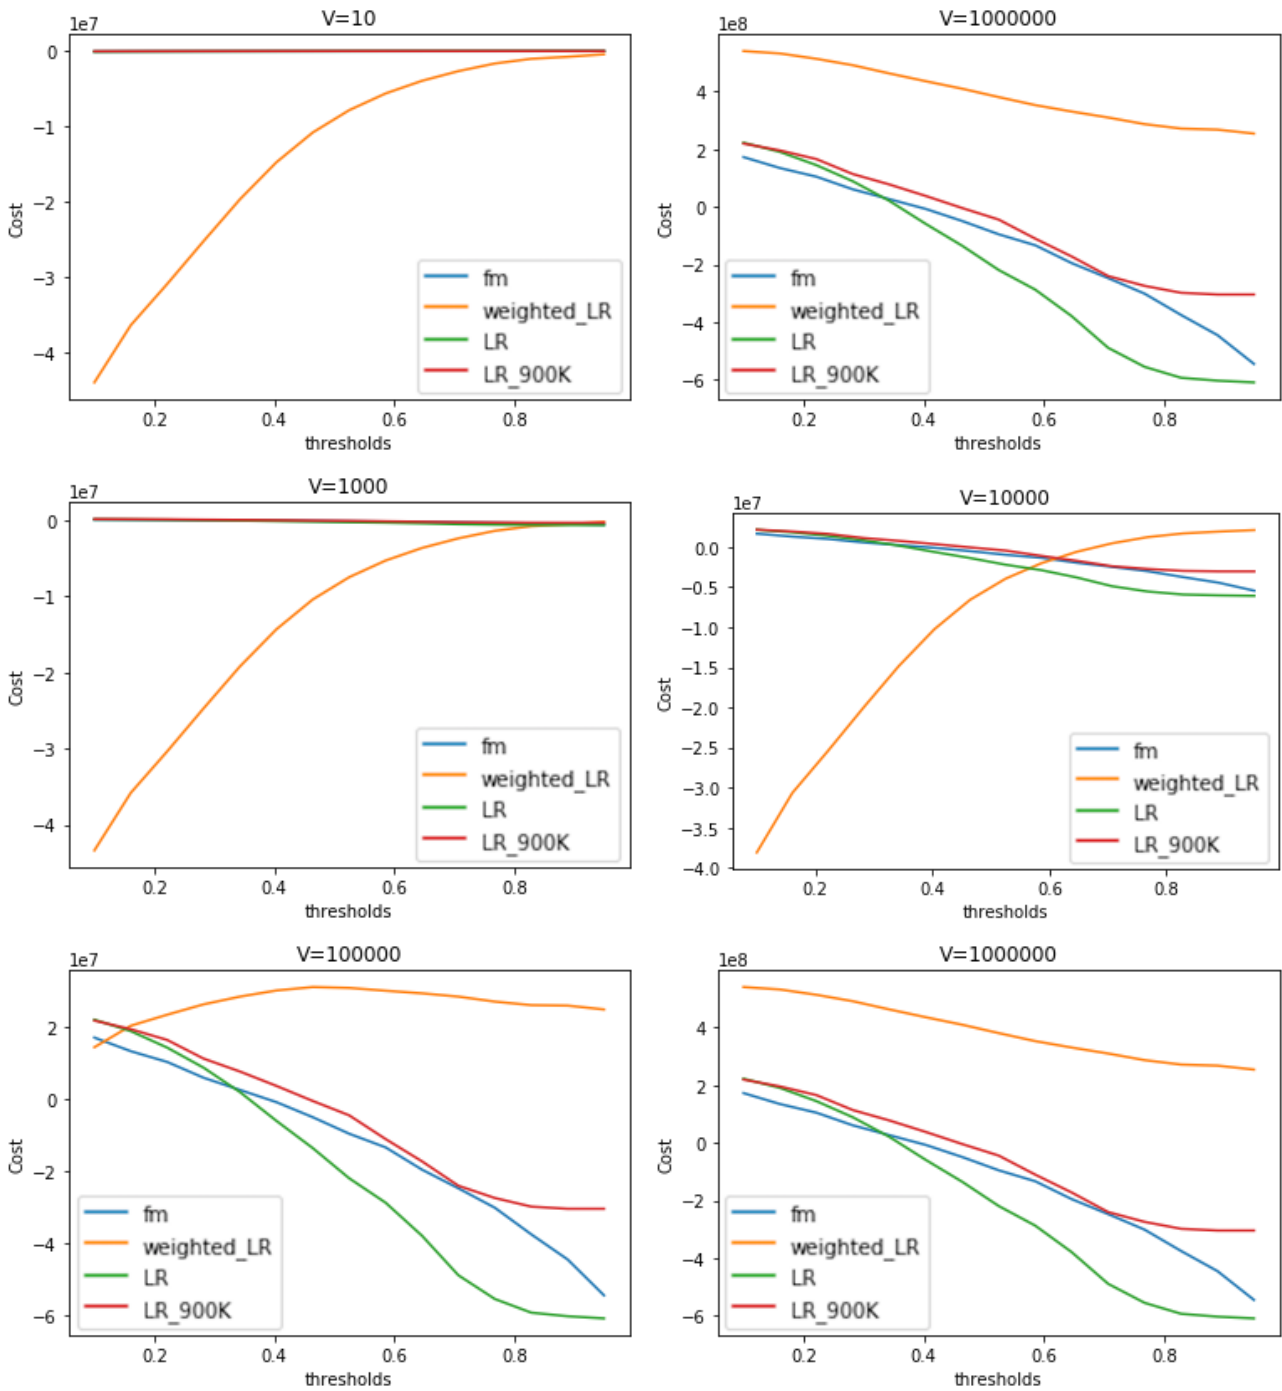 V=10
1e7
0
−1
−2
−3
−4
Cost
0.2 0.4 0.6 0.8
thresholds
fm
weighted_LR
LR
LR_900K
V=1000000
1e8
4
2
0
−2
−4
−6
Cost
0.2 0.4 0.6 0.8
thresholds
fm
weighted_LR
LR
LR_900K
V=1000
1e7
0
−1
−2
−3
−4
Cost
0.2 0.4 0.6 0.8
thresholds
fm
weighted_LR
LR
LR_900K
V=10000
1e7
0.0
−0.5
−1.0
−1.5
−2.0
−2.5
−3.0
−3.5
−4.0
Cost
0.2 0.4 0.6 0.8
thresholds
fm
weighted_LR
LR
LR_900K
V=100000
1e7
2
0
−2
−4
−6
Cost
0.2 0.4 0.6 0.8
thresholds
fm
weighted_LR
LR
LR_900K
V=1000000
1e8
4
2
0
−2
−4
−6
Cost
0.2 0.4 0.6 0.8
thresholds
fm
weighted_LR
LR
LR_900K